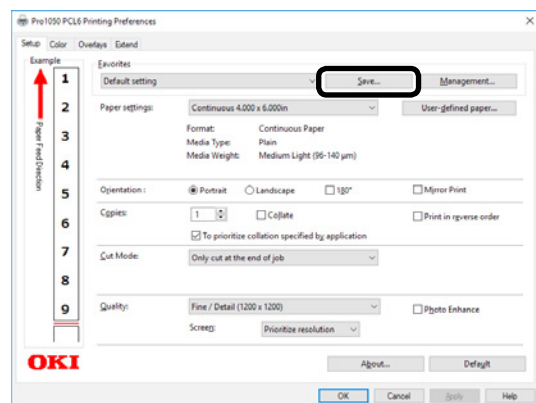 Pro1050 PCL6 Printing Preferences
Setup Color Overlays Extend
Example
Favorites
Default setting Save... Management...
Paper settings: Continuous 4.000 x 6.000in User-defined paper...
Format: Continuous Paper
Media Type: Plain
Media Weight: Medium Light (96-140 µm)
Orientation : Portrait Landscape 180° Mirror Print
Copies: 1 Collate Print in reverse order
To prioritize collation specified by application
Cut Mode: Only cut at the end of job
Quality: Fine / Detail (1200 x 1200) Photo Enhance
Screen: Prioritize resolution
Paper Feed Direction
1
2
3
4
5
6
7
8
9
OKI
About... Default
OK Cancel Apply Help